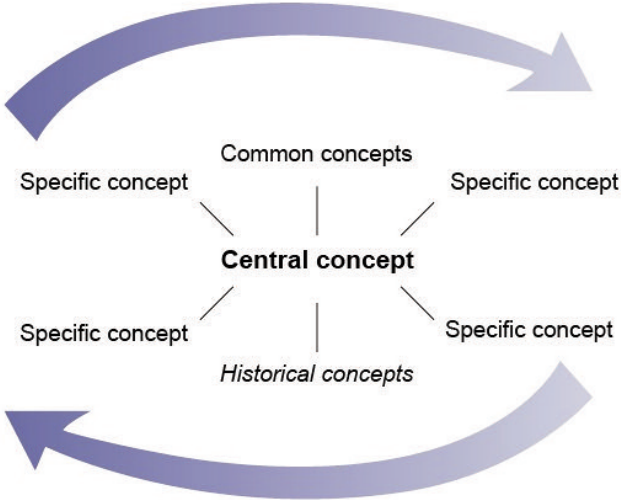 Common concepts
Specific concept
Specific concept
Central concept
Specific concept
Specific concept
Historical concepts